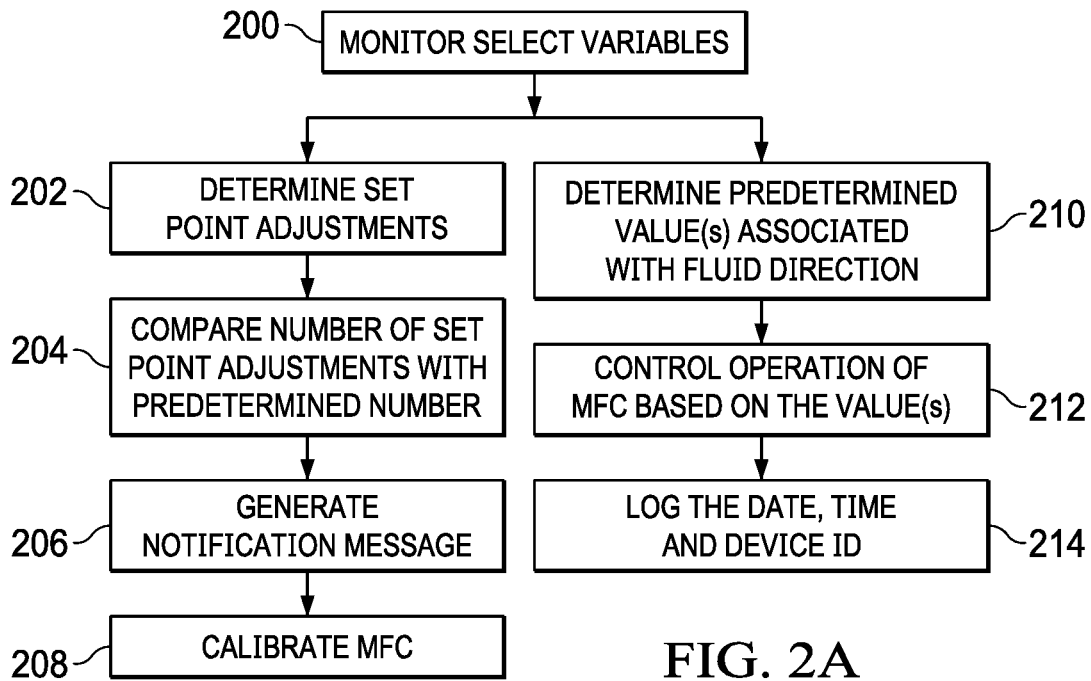 200
MONITOR SELECT VARIABLES
202
DETERMINE SET
POINT ADJUSTMENTS
204
COMPARE NUMBER OF SET
POINT ADJUSTMENTS WITH
PREDETERMINED NUMBER
206
GENERATE
NOTIFICATION MESSAGE
208
CALIBRATE MFC
DETERMINE PREDETERMINED
VALUE(s) ASSOCIATED
WITH FLUID DIRECTION
210
CONTROL OPERATION OF
MFC BASED ON THE VALUE(s)
212
LOG THE DATE, TIME
AND DEVICE ID
214
FIG. 2A